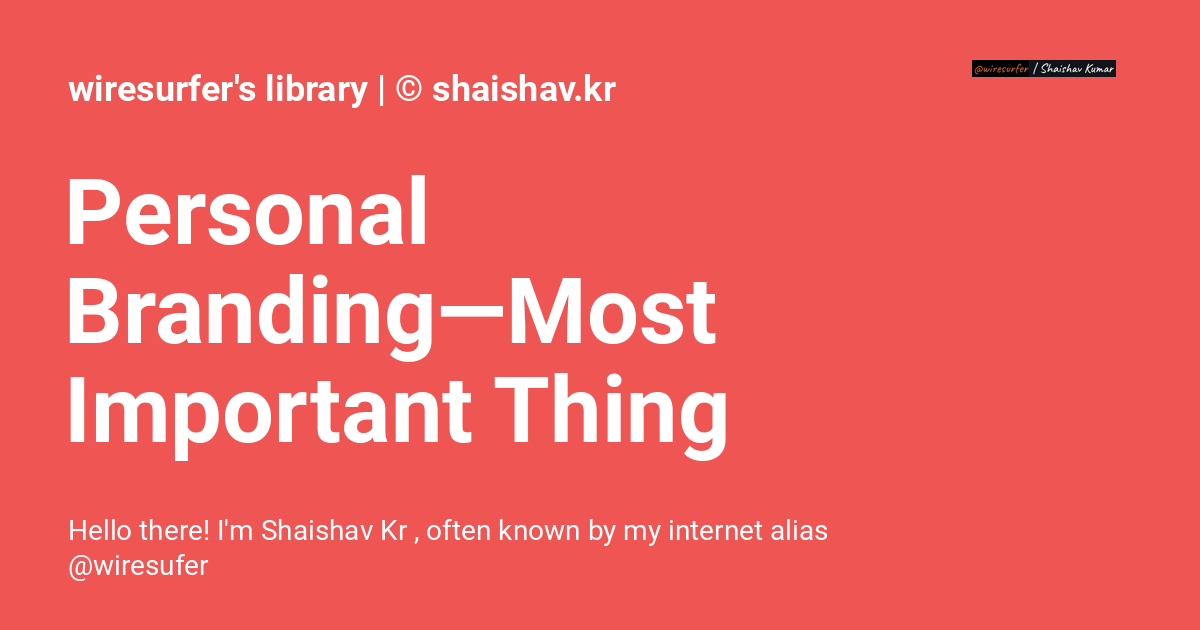 wiresurfer's library | © shaishav.kr
@wiresurfer / Shaishav Kumar
Personal
Branding—Most
Important Thing
Hello there! I'm Shaishav Kr , often known by my internet alias
@wiresufer